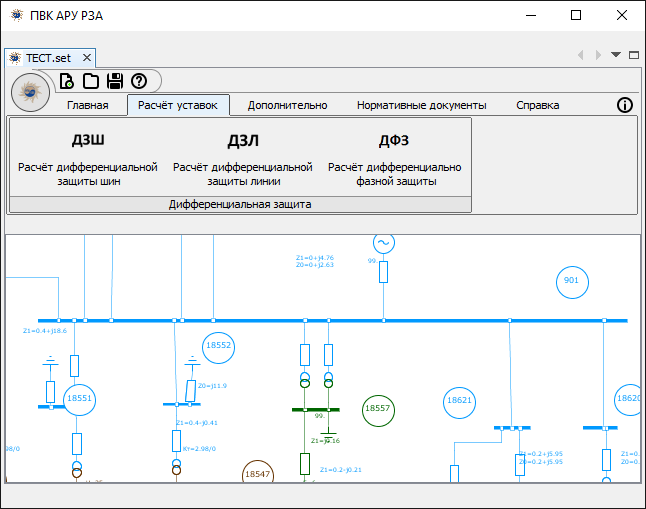 ПВК АРУ РЗА
ТЕСТ.set
Главная Расчёт уставок Дополнительно Нормативные документы Справка
ДЗШ ДЗЛ ДФЗ
Расчёт дифференциальной Расчёт дифференциальной Расчёт дифференциально
защиты шин защиты линии фазной защиты
Дифференциальная защита
Z1=0+j4.76
Z0=0+j2.63
99.
901
Z1=0.4+j18.6
18552
Z0=j11.9
18551
18557
18621
18620
99.
Z1=0.4-j0.41
Z1=j9.16
Кт=2.98/0
98/0
Z1=0.2-j0.21
Z1=0.2+j5.95
Z0=0.2+j5.95
18547